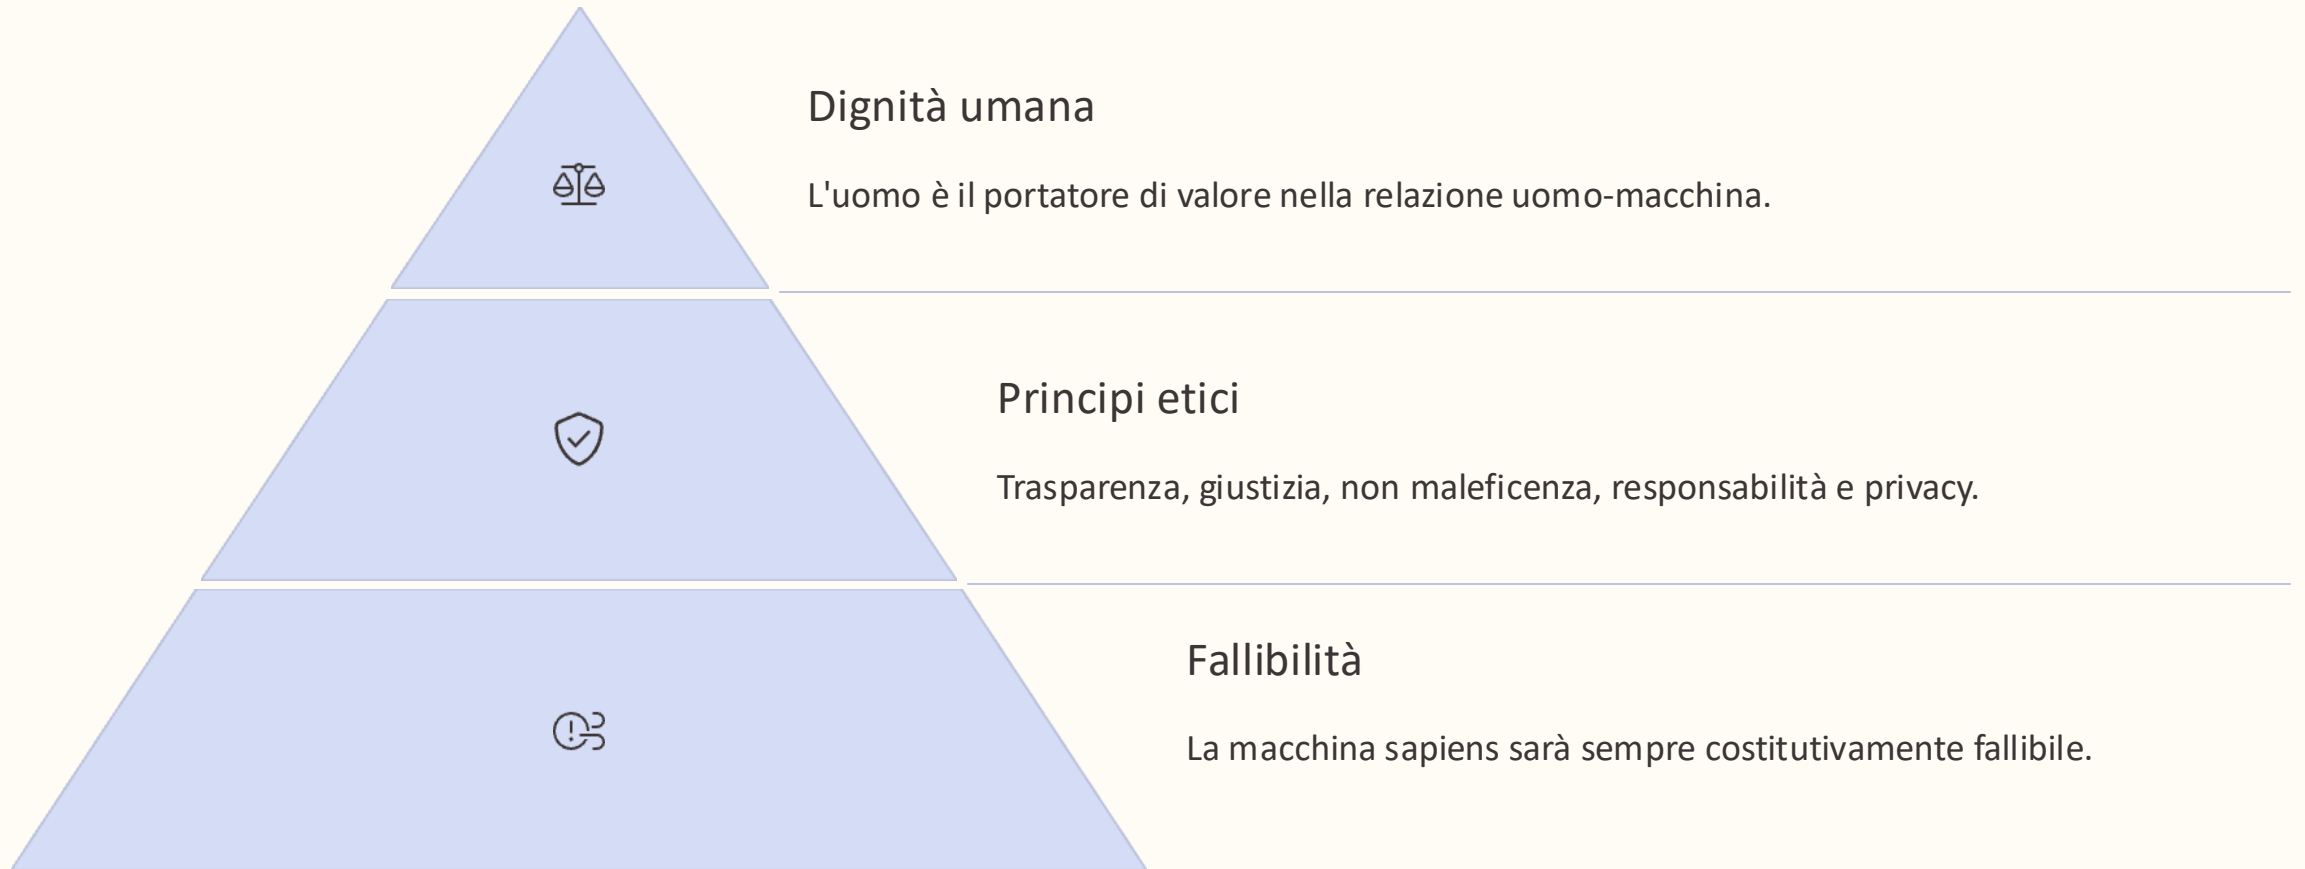 Dignità umana
L'uomo è il portatore di valore nella relazione uomo-macchina.
Principi etici
Trasparenza, giustizia, non maleficenza, responsabilità e privacy.
Fallibilità
La macchina sapiens sarà sempre costitutivamente fallibile.